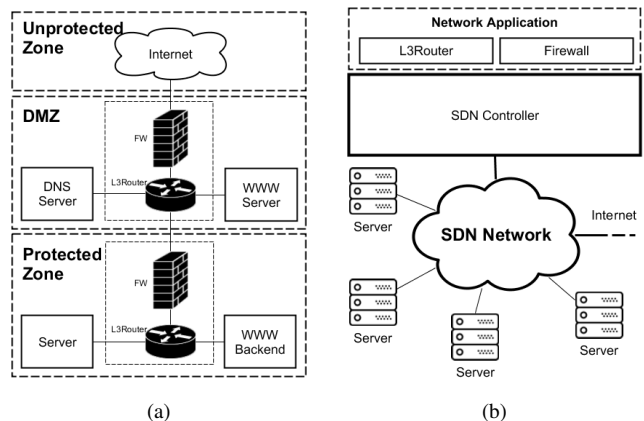 Unprotected
Zone
Internet
DMZ
FW
L3Router
DNS
Server
WWW
Server
Protected
Zone
FW
L3Router
Server
WWW
Backend
(a)
Network Application
L3Router
Firewall
SDN Controller
Server
SDN Network
Internet
Server
Server
Server
(b)